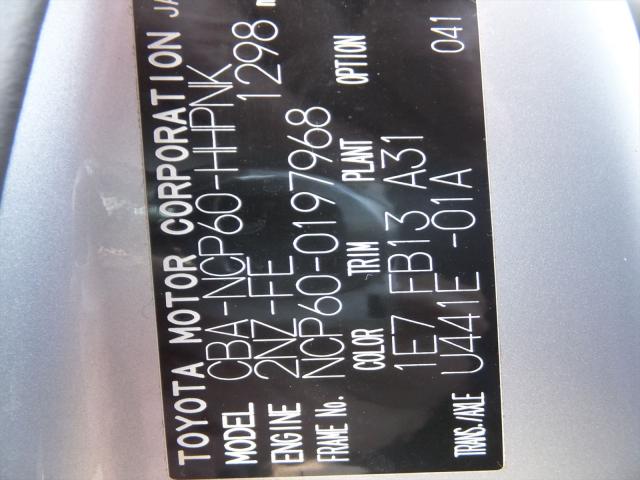 TOYOTA MOTOR CORPORATION JA
MODEL CBA-NCP60-HHPNK
ENGINE 2NZ-FE 1298
FRAME No. NCP60-0197968
COLOR TRIM PLANT OPTION
1E7 FB13 A31 041
TRANS./AXLE U441E -01A